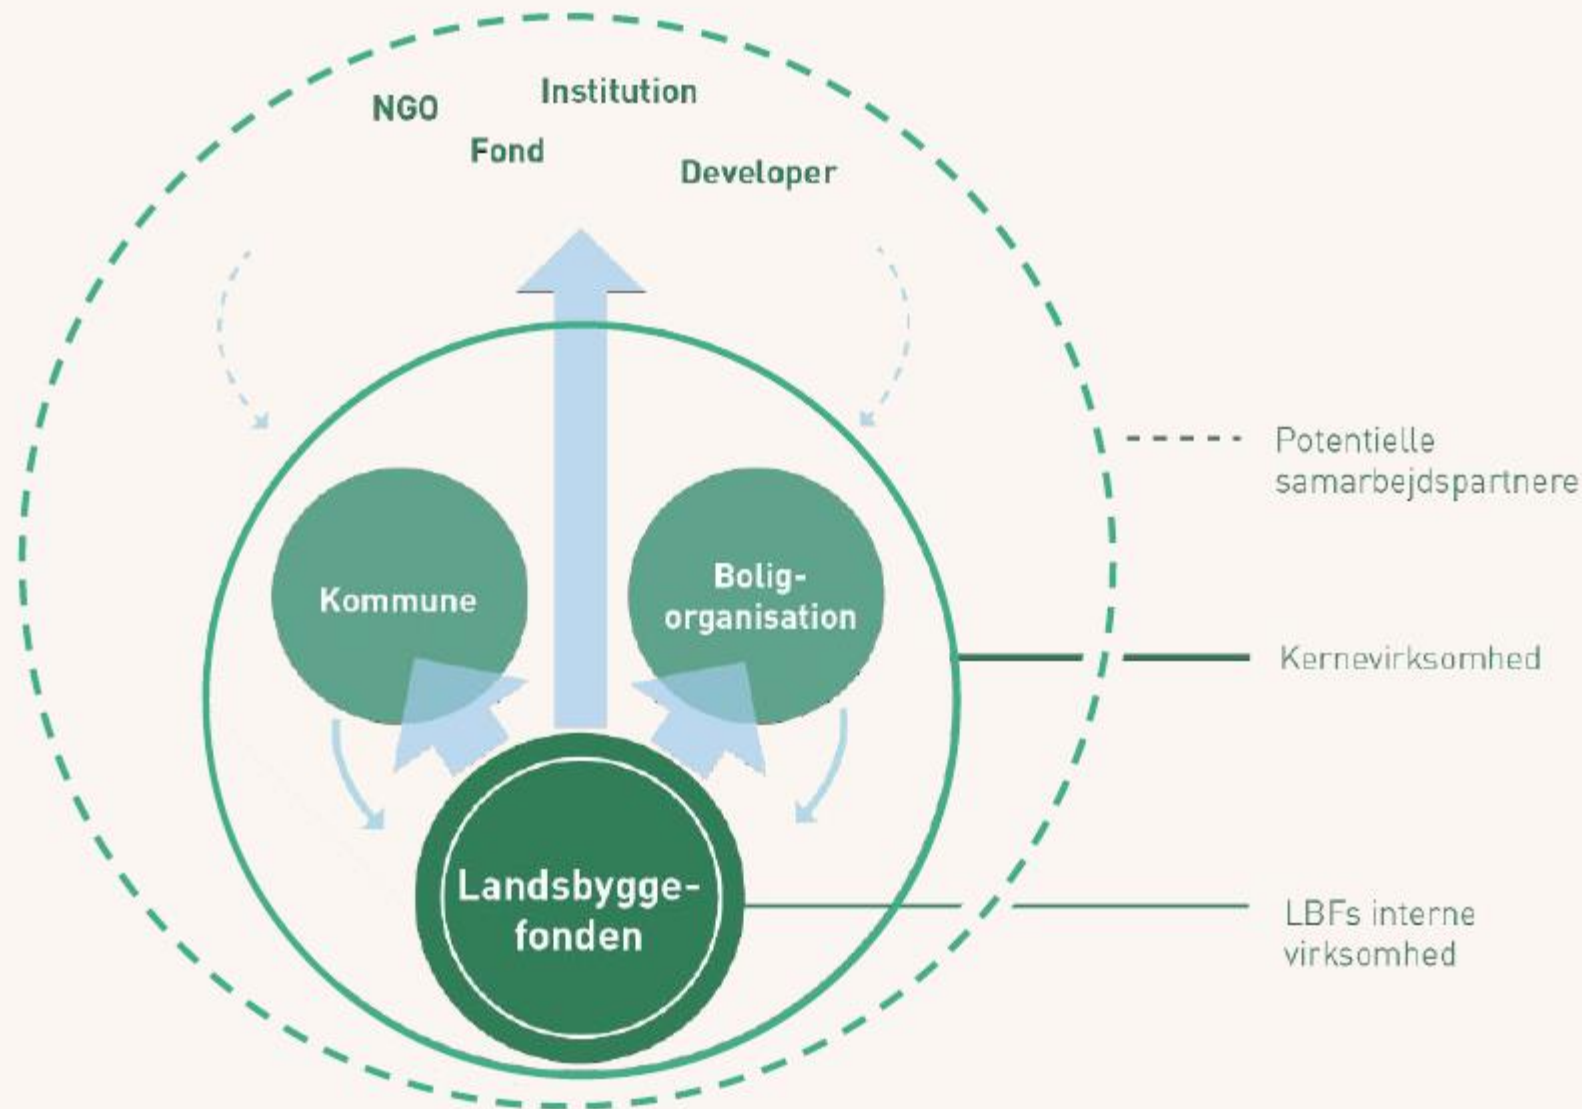 NGO
Institution
Fond
Developer
Potentielle
samarbejdspartnere
Kommune
Bolig-
organisation
Kernevirksomhed
Landsbygge-
fonden
LBFs interne
virksomhed